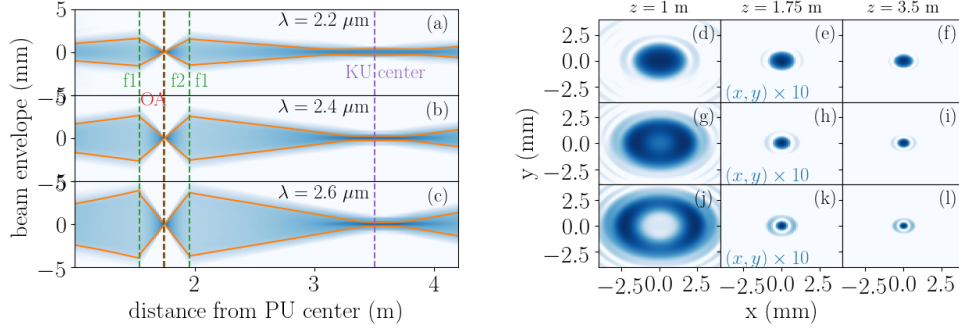 beam envelope (mm)
5
0
−5
λ = 2.2 μm
(a)
f1
OA
f2
f1
KU center
5
0
−5
λ = 2.4 μm
(b)
5
0
−5
λ = 2.6 μm
(c)
2
3
4
distance from PU center (m)
z = 1 m
z = 1.75 m
z = 3.5 m
y (mm)
2.5
0.0
−2.5
(d)
(e)
(x, y) × 10
(f)
2.5
0.0
−2.5
(g)
(h)
(i)
2.5
0.0
−2.5
(j)
(k)
(x, y) × 10
(l)
−2.5 0.0 2.5
−2.5 0.0 2.5
−2.5 0.0 2.5
x (mm)